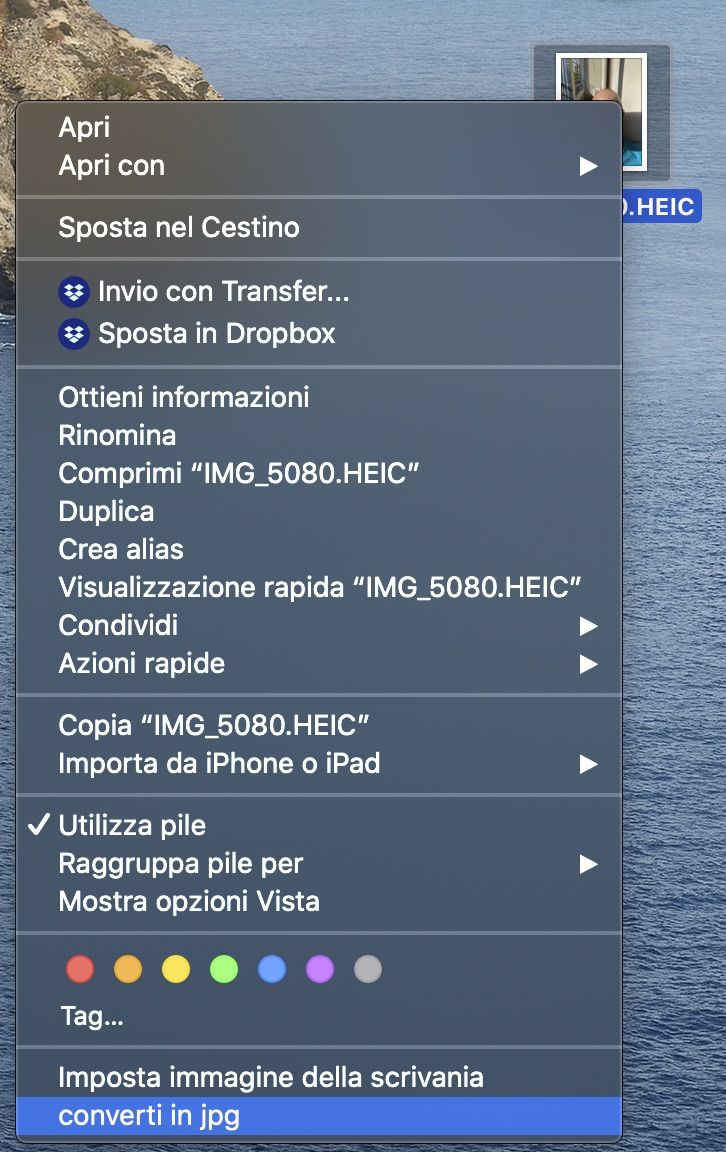 Apri
Apri con
0.HEIC
Sposta nel Cestino
Invio con Transfer...
Sposta in Dropbox
Ottieni informazioni
Rinomina
Comprimi “IMG_5080.HEIC”
Duplica
Crea alias
Visualizzazione rapida “IMG_5080.HEIC”
Condividi
Azioni rapide
Copia “IMG_5080.HEIC”
Importa da iPhone o iPad
Utilizza pile
Raggruppa pile per
Mostra opzioni Vista
Tag...
Imposta immagine della scrivania
converti in jpg